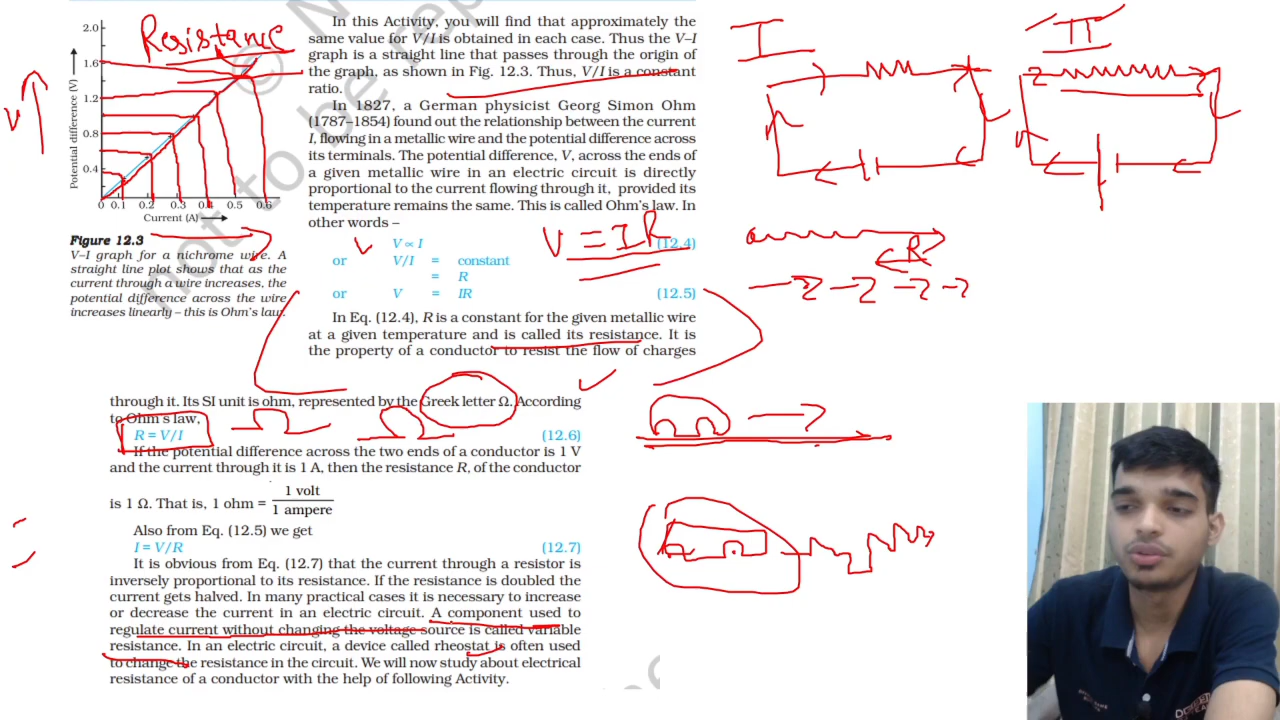 2.0
1.6
1.2
0.8
0.4
0 0.1 0.2 0.3 0.4 0.5 0.6
Potential difference (V)
Current (A)
Resistance
V
Figure 12.3
V–I graph for a nichrome wire. A
straight line plot shows that as the
current through a wire increases, the
potential difference across the wire
increases linearly – this is Ohm's law.
In this Activity, you will find that approximately the
same value for V/I is obtained in each case. Thus the V–I
graph is a straight line that passes through the origin of
the graph, as shown in Fig. 12.3. Thus, V/I is a constant
ratio.
In 1827, a German physicist Georg Simon Ohm
(1787–1854) found out the relationship between the current
I, flowing in a metallic wire and the potential difference across
its terminals. The potential difference, V, across the ends of
a given metallic wire in an electric circuit is directly
proportional to the current flowing through it, provided its
temperature remains the same. This is called Ohm's law. In
other words –
V ∝ I (12.4)
or V/I = constant
= R
or V = IR (12.5)
V = IR
In Eq. (12.4), R is a constant for the given metallic wire
at a given temperature and is called its resistance. It is
the property of a conductor to resist the flow of charges
through it. Its SI unit is ohm, represented by the Greek letter Ω. According
to Ohm's law,
R = V/I (12.6)
Ω Ω
If the potential difference across the two ends of a conductor is 1 V
and the current through it is 1 A, then the resistance R, of the conductor
is 1 Ω. That is, 1 ohm = 1 volt
1 ampere
Also from Eq. (12.5) we get
I = V/R (12.7)
It is obvious from Eq. (12.7) that the current through a resistor is
inversely proportional to its resistance. If the resistance is doubled the
current gets halved. In many practical cases it is necessary to increase
or decrease the current in an electric circuit. A component used to
regulate current without changing the voltage source is called variable
resistance. In an electric circuit, a device called rheostat is often used
to change the resistance in the circuit. We will now study about electrical
resistance of a conductor with the help of following Activity.
I
II
R
not to be rep